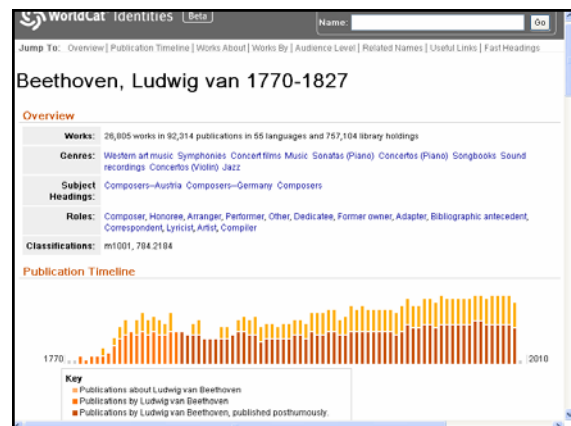 WorldCat Identities Beta
Name: Go
Jump To: Overview | Publication Timeline | Works About | Works By | Audience Level | Related Names | Useful Links | Fast Headings
Beethoven, Ludwig van 1770-1827
Overview
Works: 26,805 works in 92,314 publications in 55 languages and 757,104 library holdings
Genres: Western art music Symphonies Concert films Music Sonatas (Piano) Concertos (Piano) Songbooks Sound
recordings Concertos (Violin) Jazz
Subject Headings: Composers--Austria Composers--Germany Composers
Roles: Composer, Honoree, Arranger, Performer, Other, Dedicatee, Former owner, Adapter, Bibliographic antecedent,
Correspondent, Lyricist, Artist, Compiler
Classifications: m1001, 784.2184
Publication Timeline
1770 2010
Key
Publications about Ludwig van Beethoven
Publications by Ludwig van Beethoven
Publications by Ludwig van Beethoven, published posthumously.